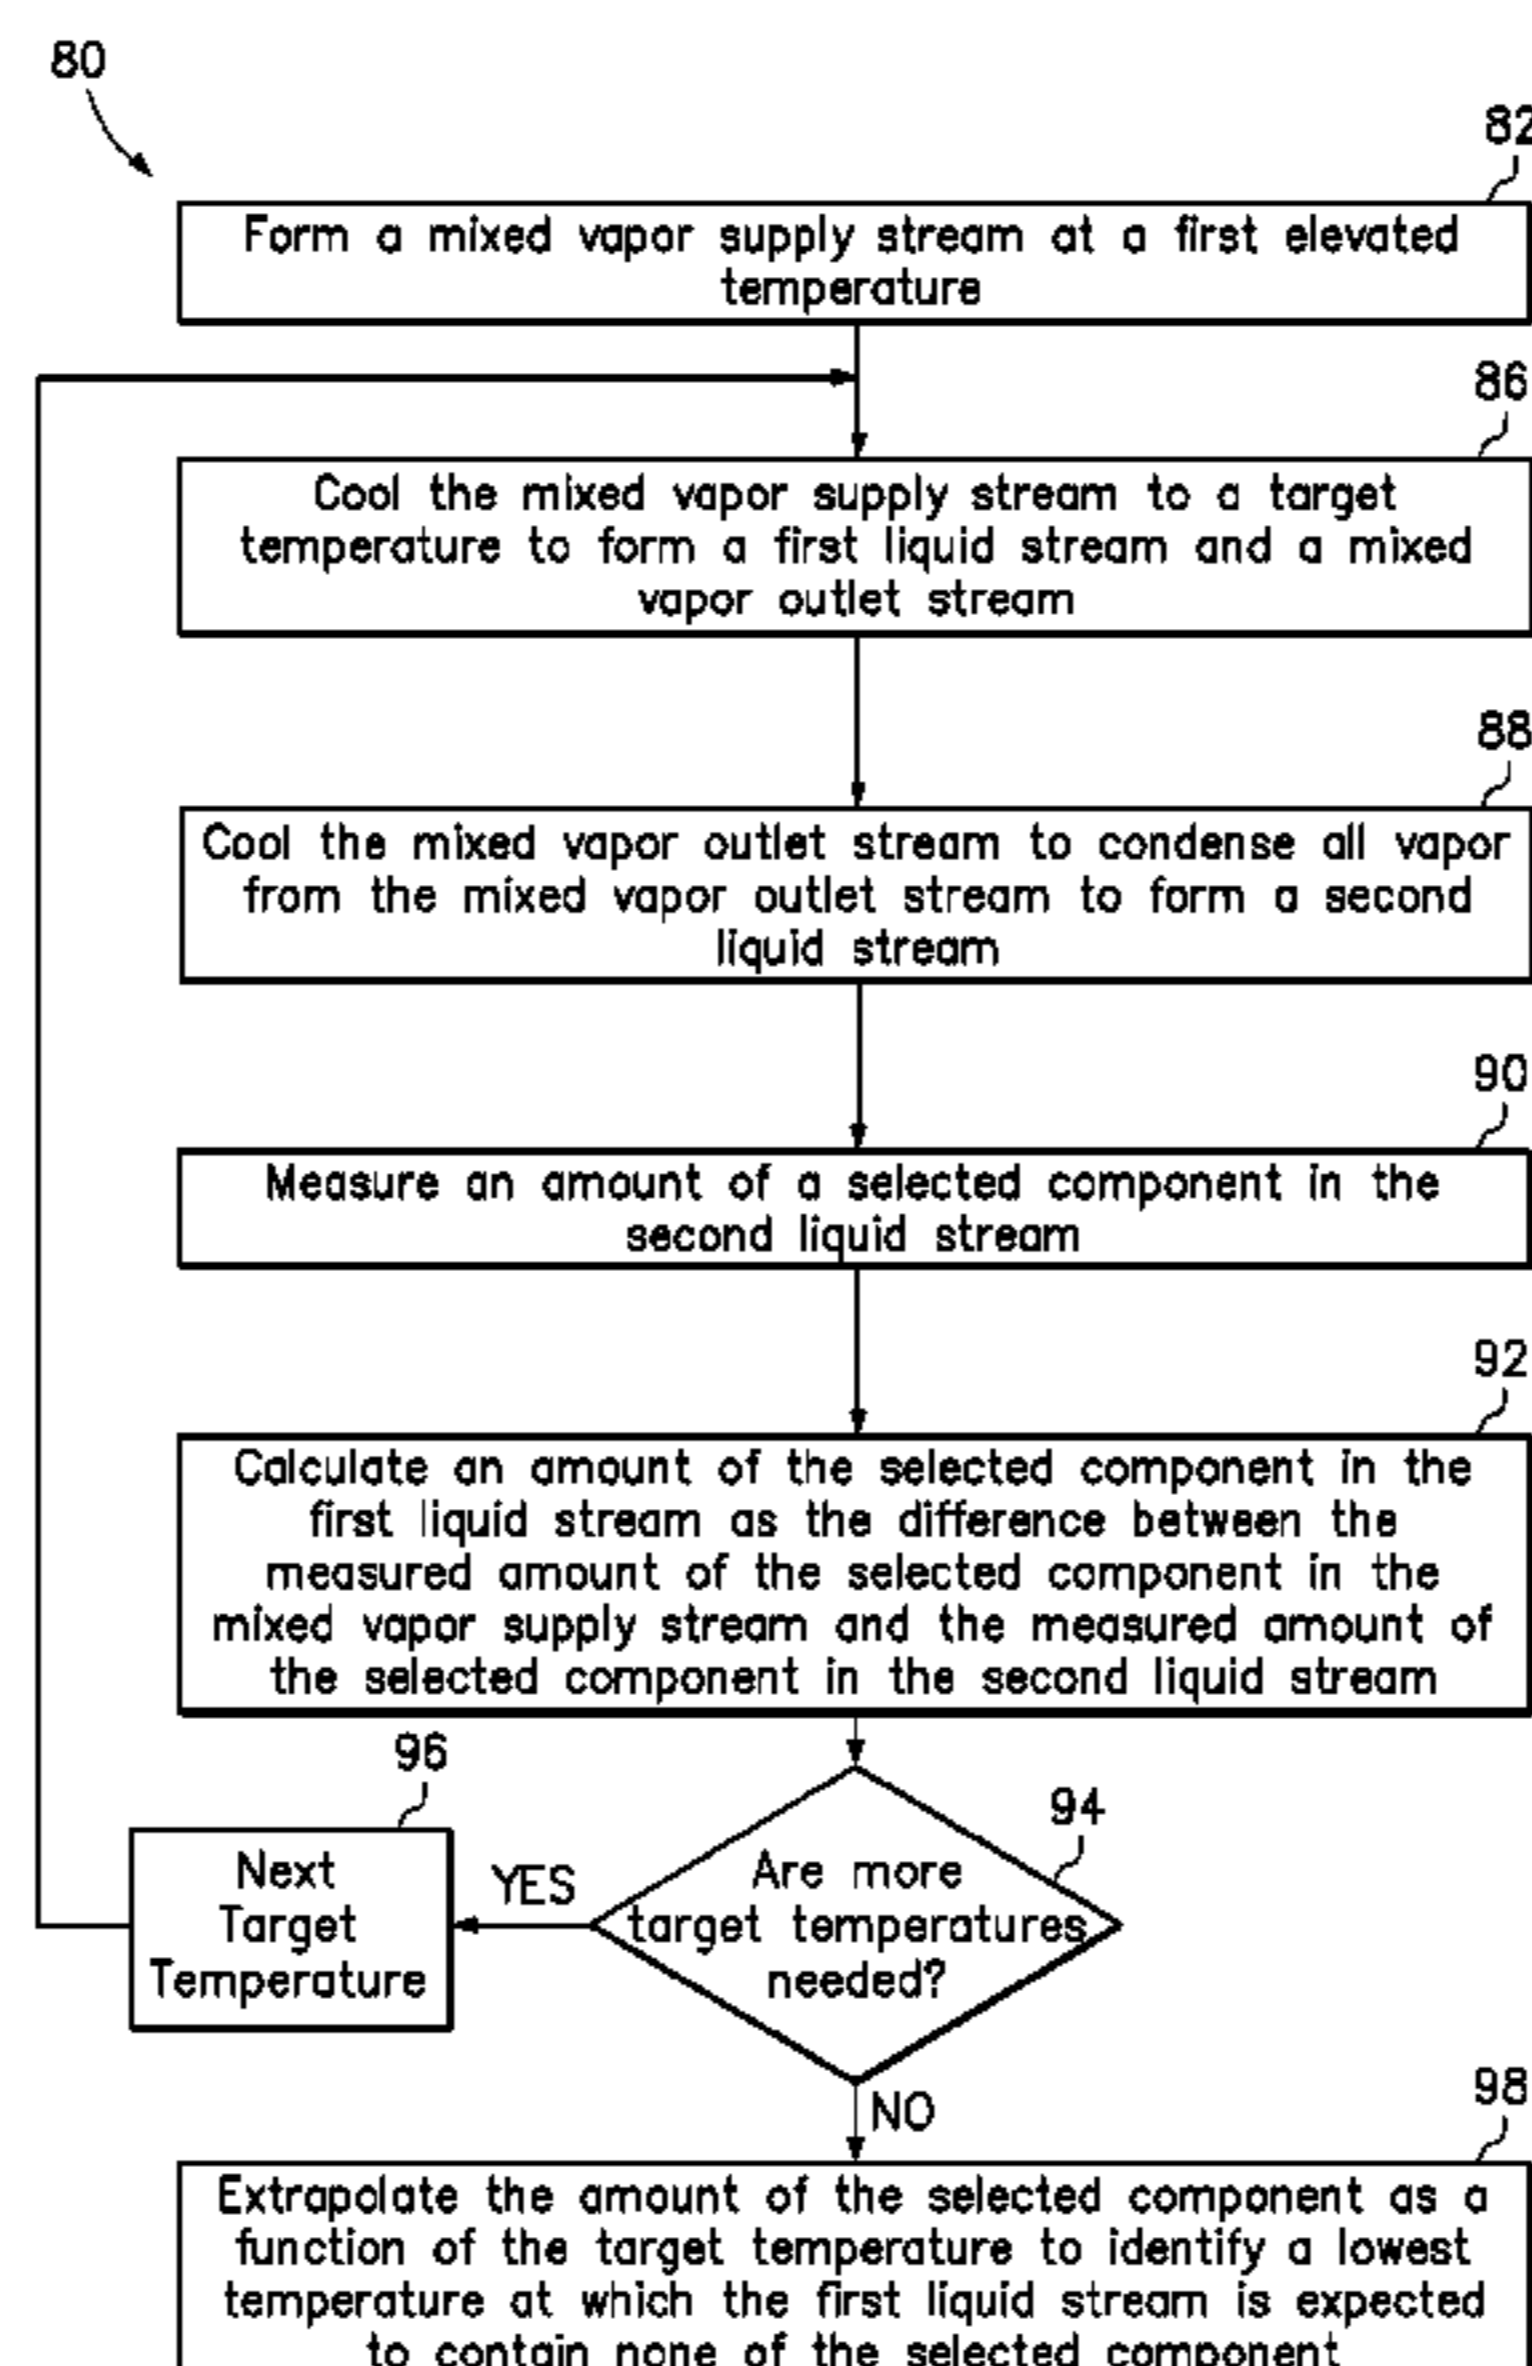 80
82
Form a mixed vapor supply stream at a first elevated
temperature
86
Cool the mixed vapor supply stream to a target
temperature to form a first liquid stream and a mixed
vapor outlet stream
88
Cool the mixed vapor outlet stream to condense all vapor
from the mixed vapor outlet stream to form a second
liquid stream
90
Measure an amount of a selected component in the
second liquid stream
92
Calculate an amount of the selected component in the
first liquid stream as the difference between the
measured amount of the selected component in the
mixed vapor supply stream and the measured amount of
the selected component in the second liquid stream
96
Next
Target
Temperature
YES
94
Are more
target temperatures
needed?
NO
98
Extrapolate the amount of the selected component as a
function of the target temperature to identify a lowest
temperature at which the first liquid stream is expected
to contain none of the selected component